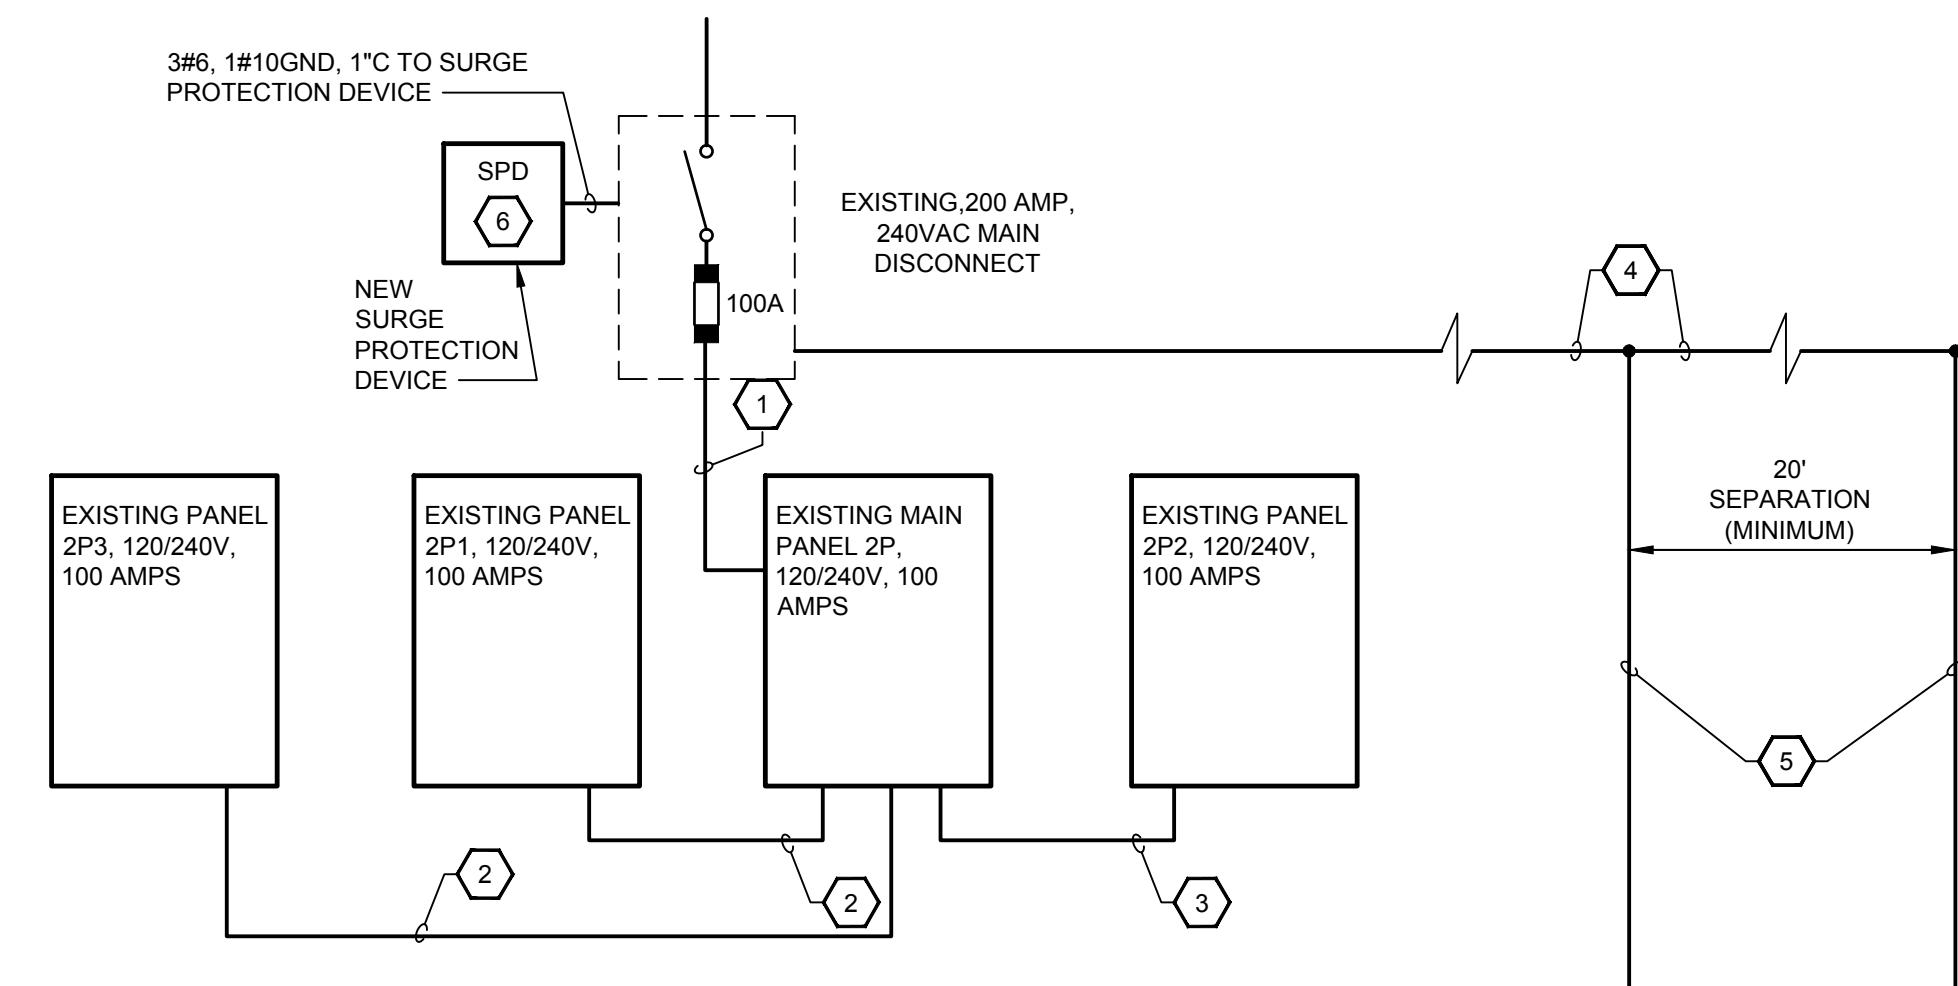 3#6, 1#10GND, 1"C TO SURGE
PROTECTION DEVICE
SPD
6
NEW
SURGE
PROTECTION
DEVICE
EXISTING,200 AMP,
240VAC MAIN
DISCONNECT
100A
1
4
20'
SEPARATION
(MINIMUM)
5
EXISTING PANEL
2P3, 120/240V,
100 AMPS
EXISTING PANEL
2P1, 120/240V,
100 AMPS
EXISTING MAIN
PANEL 2P,
120/240V, 100
AMPS
EXISTING PANEL
2P2, 120/240V,
100 AMPS
2
2
3